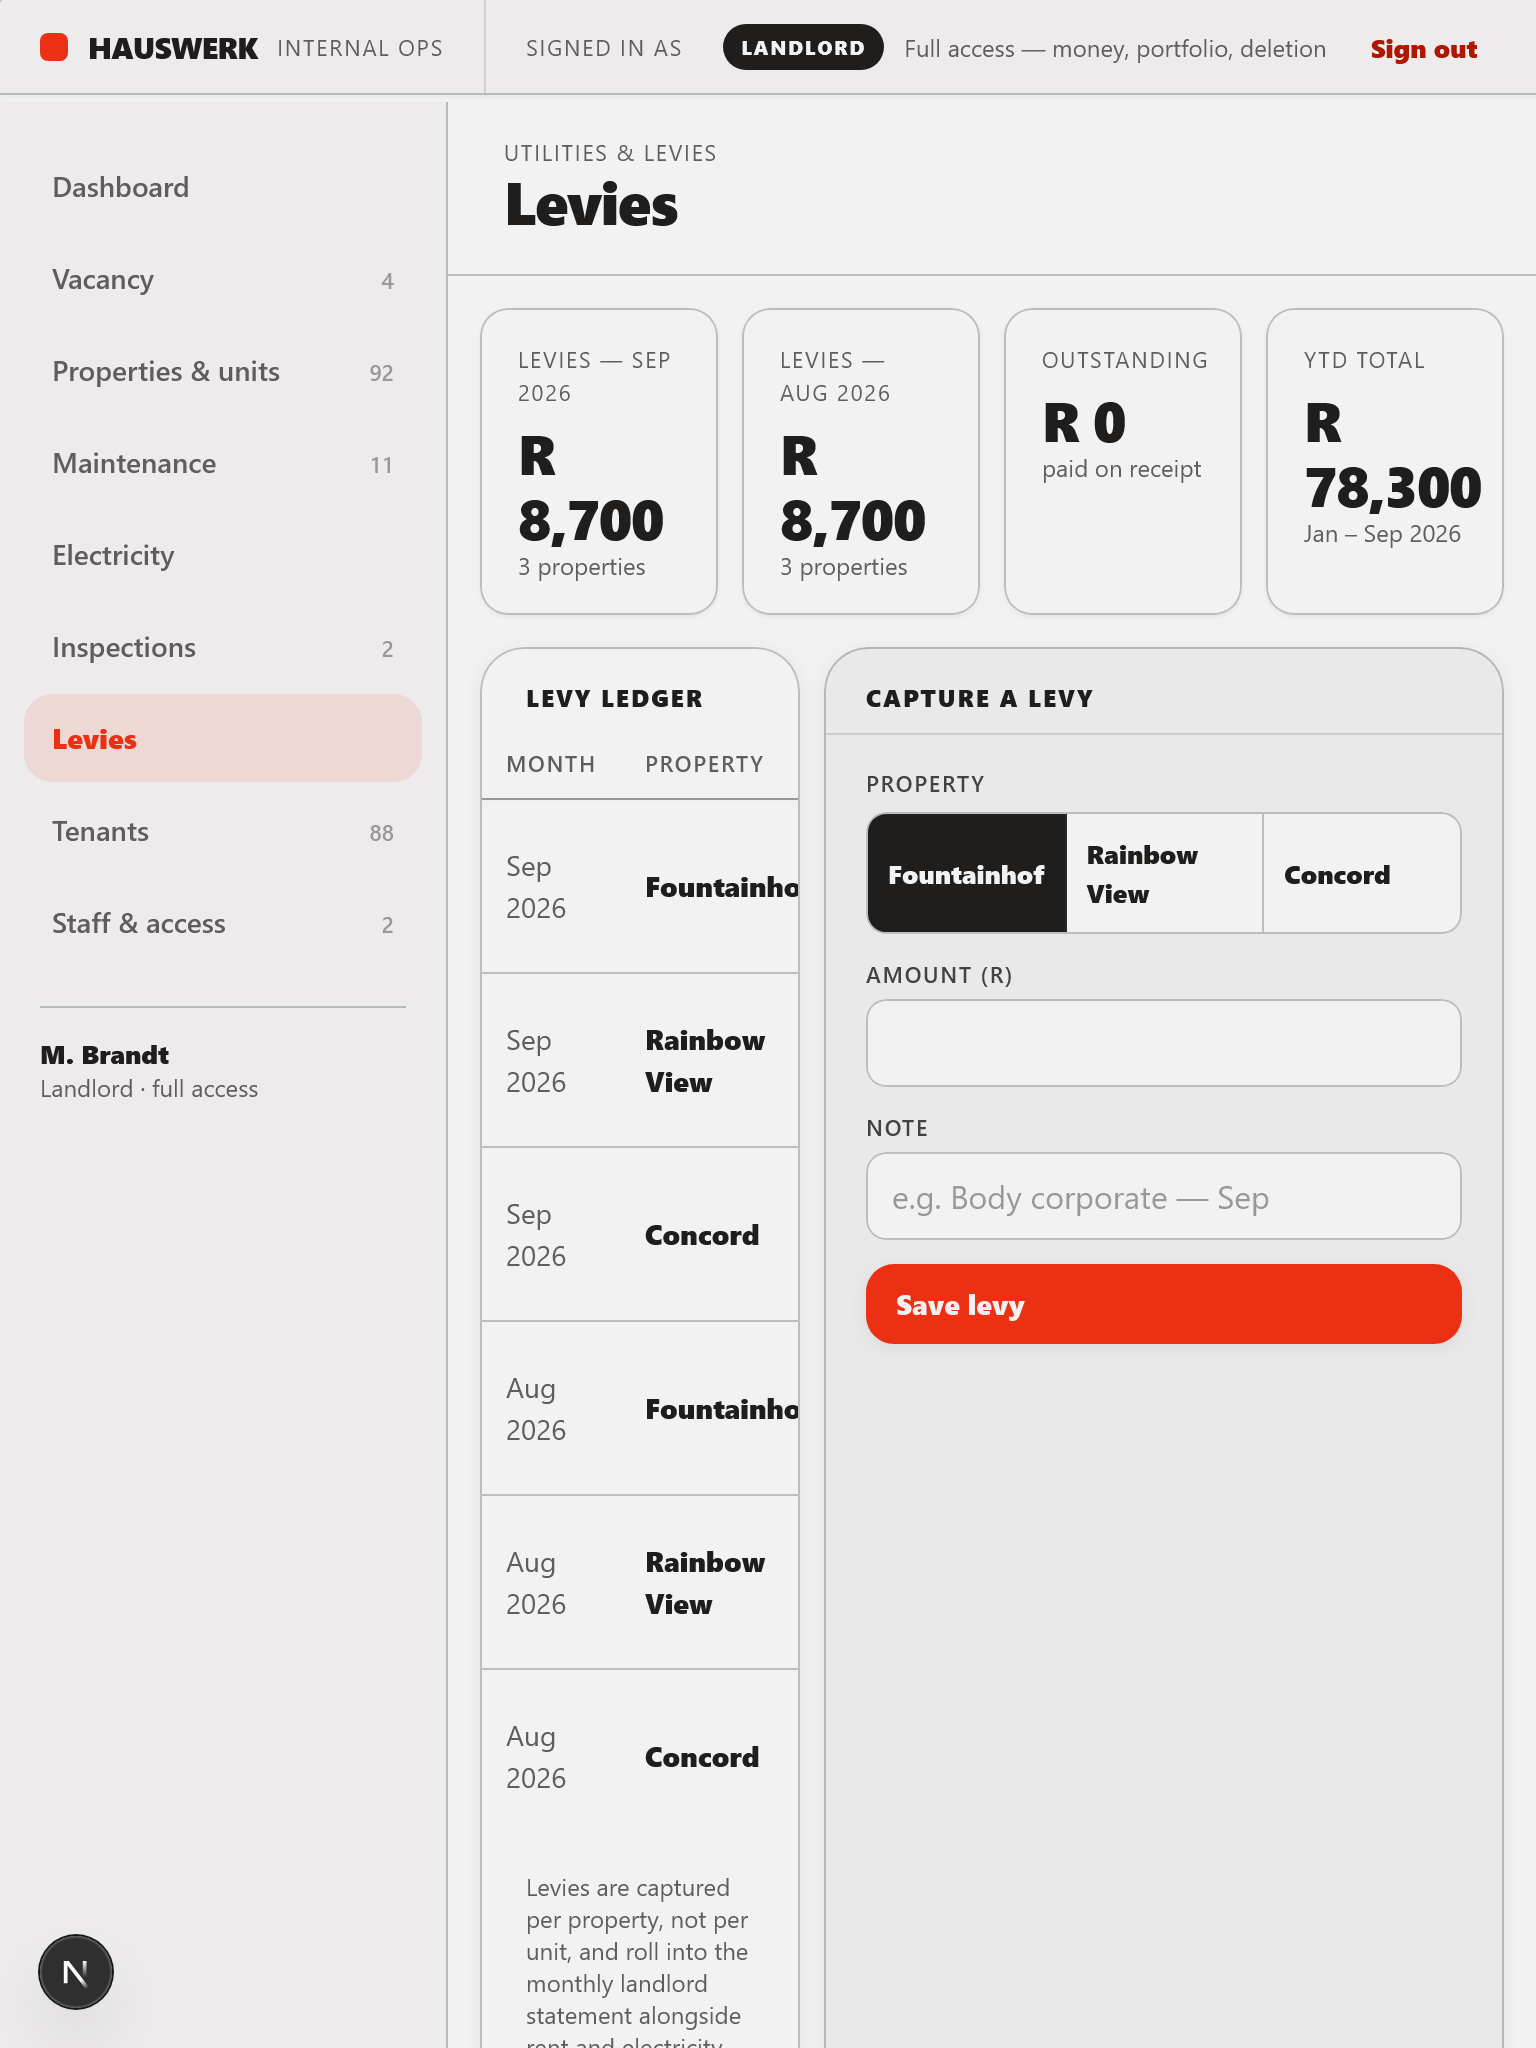 HAUSWERK INTERNAL OPS
SIGNED IN AS LANDLORD Full access — money, portfolio, deletion Sign out
Dashboard
Vacancy 4
Properties & units 92
Maintenance 11
Electricity
Inspections 2
Levies
Tenants 88
Staff & access 2
M. Brandt
Landlord · full access
UTILITIES & LEVIES
Levies
LEVIES — SEP
2026
R
8,700
3 properties
LEVIES —
AUG 2026
R
8,700
3 properties
OUTSTANDING
R 0
paid on receipt
YTD TOTAL
R
78,300
Jan – Sep 2026
LEVY LEDGER
MONTH PROPERTY
Sep
2026
Fountainho
Sep
2026
Rainbow
View
Sep
2026
Concord
Aug
2026
Fountainho
Aug
2026
Rainbow
View
Aug
2026
Concord
Levies are captured
per property, not per
unit, and roll into the
monthly landlord
statement alongside
rent and electricity
CAPTURE A LEVY
PROPERTY
Fountainhof
Rainbow
View
Concord
AMOUNT (R)
NOTE
e.g. Body corporate — Sep
Save levy
N